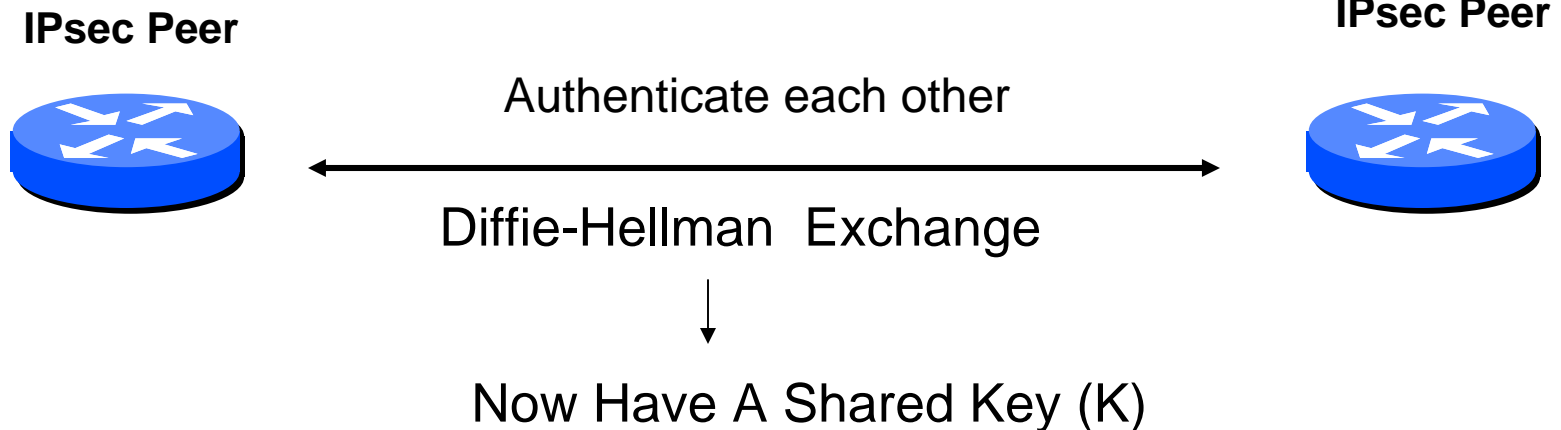 IPsec Peer
IPsec Peer
Authenticate each other
Diffie-Hellman Exchange
Now Have A Shared Key (K)